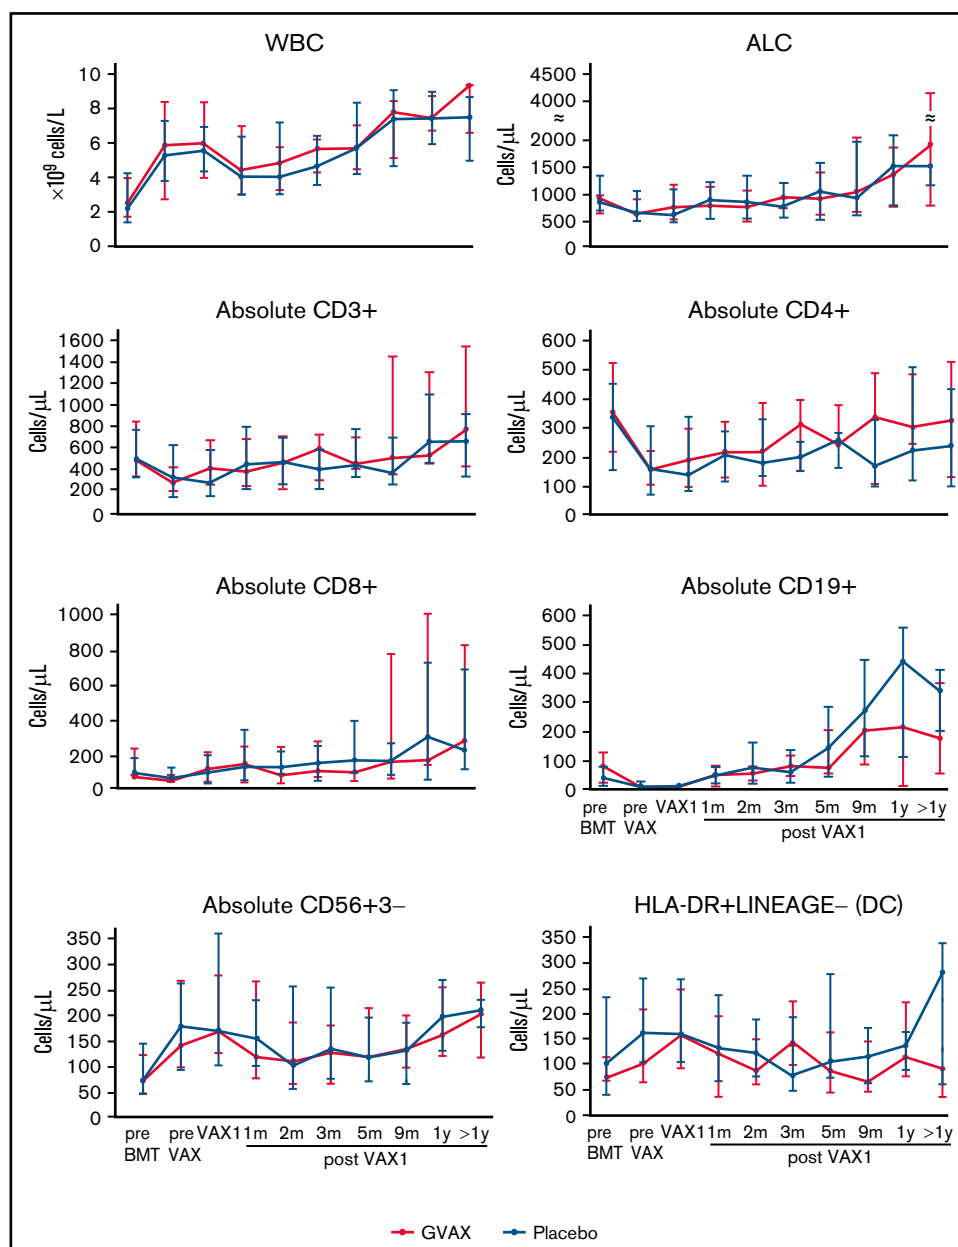 WBC
×10⁹ cells/L
10
8
6
4
2
0
ALC
Cells/μL
4500
4000
≈
≈
2000
1500
1000
500
0
Absolute CD3+
Cells/μL
1600
1400
1200
1000
800
600
400
200
0
Absolute CD4+
Cells/μL
600
500
400
300
200
100
0
Absolute CD8+
Cells/μL
1000
800
600
400
200
0
Absolute CD19+
Cells/μL
600
500
400
300
200
100
0
pre BMT
pre VAX
VAX1
1m
2m
3m
5m
9m
1y
>1y
post VAX1
Absolute CD56+3–
Cells/μL
350
300
250
200
150
100
50
0
pre BMT
pre VAX
VAX1
1m
2m
3m
5m
9m
1y
>1y
post VAX1
HLA-DR+LINEAGE– (DC)
Cells/μL
350
300
250
200
150
100
50
0
pre BMT
pre VAX
VAX1
1m
2m
3m
5m
9m
1y
>1y
post VAX1
GVAX
Placebo